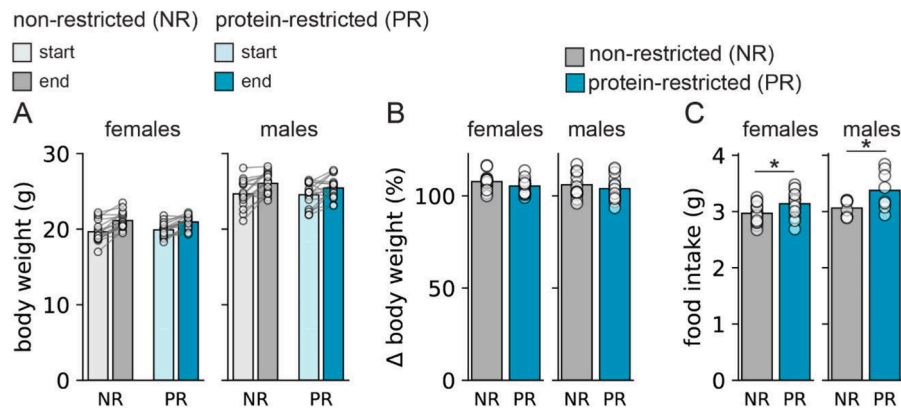 non-restricted (NR) protein-restricted (PR)
start start
end end
non-restricted (NR)
protein-restricted (PR)
A
females males
body weight (g)
30
20
10
0
NR PR NR PR
B
females males
Δ body weight (%)
100
50
0
NR PR NR PR
C
females males
* *
food intake (g)
4
3
2
1
0
NR PR NR PR